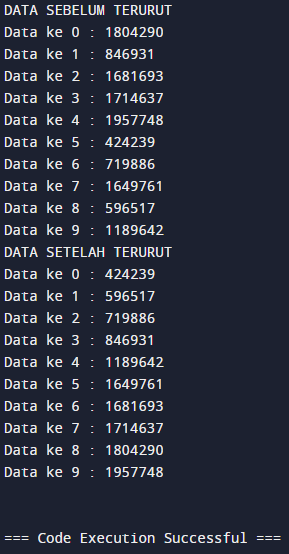 DATA SEBELUM TERURUT
Data ke 0 : 1804290
Data ke 1 : 846931
Data ke 2 : 1681693
Data ke 3 : 1714637
Data ke 4 : 1957748
Data ke 5 : 424239
Data ke 6 : 719886
Data ke 7 : 1649761
Data ke 8 : 596517
Data ke 9 : 1189642
DATA SETELAH TERURUT
Data ke 0 : 424239
Data ke 1 : 596517
Data ke 2 : 719886
Data ke 3 : 846931
Data ke 4 : 1189642
Data ke 5 : 1649761
Data ke 6 : 1681693
Data ke 7 : 1714637
Data ke 8 : 1804290
Data ke 9 : 1957748
=== Code Execution Successful ===